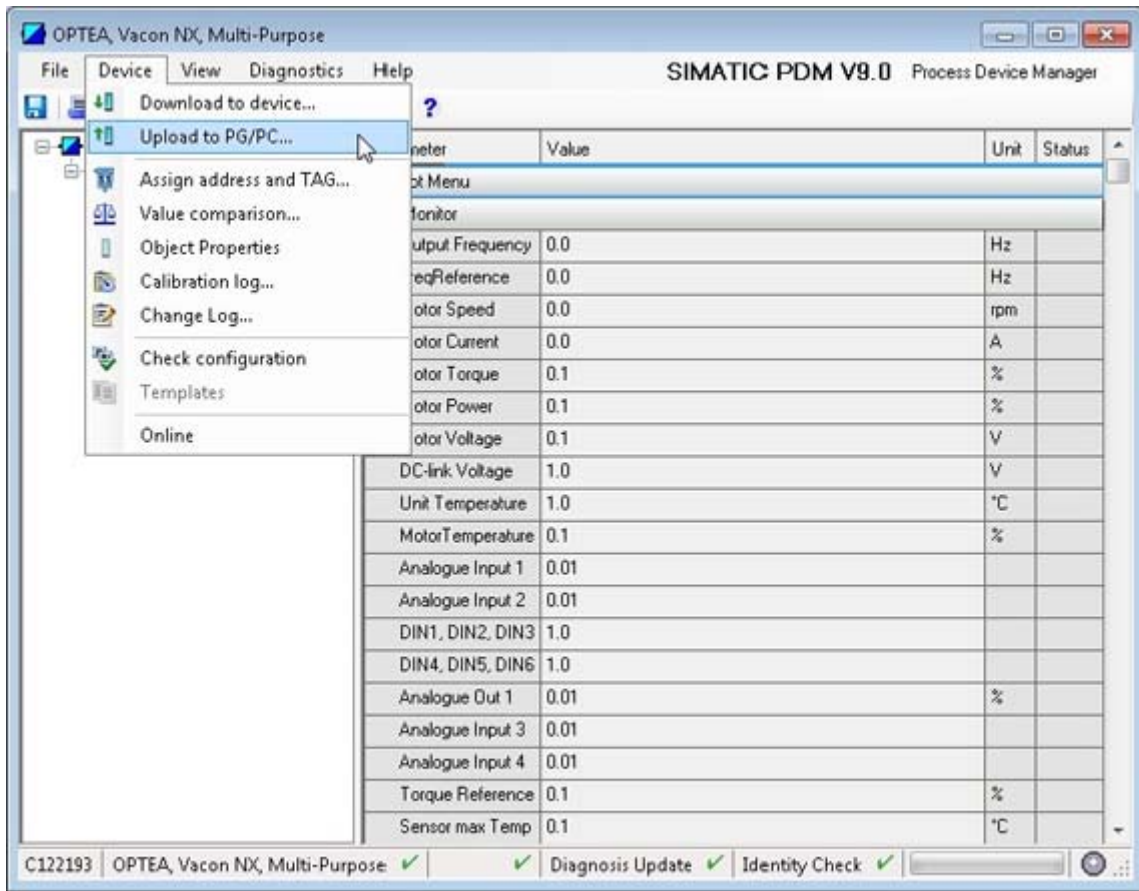 OPTEA, Vacon NX, Multi-Purpose
File Device View Diagnostics Help SIMATIC PDM V9.0 Process Device Manager
Download to device...
?
Upload to PG/PC...
Assign address and TAG...
Value comparison...
Object Properties
Calibration log...
Change Log...
Check configuration
Templates
Online
meter Value Unit Status
ot Menu
Monitor
utput Frequency 0.0 Hz
reqReference 0.0 Hz
otor Speed 0.0 rpm
otor Current 0.0 A
otor Torque 0.1 %
otor Power 0.1 %
otor Voltage 0.1 V
DC-link Voltage 1.0 V
Unit Temperature 1.0 °C
MotorTemperature 0.1 %
Analogue Input 1 0.01
Analogue Input 2 0.01
DIN1, DIN2, DIN3 1.0
DIN4, DIN5, DIN6 1.0
Analogue Out 1 0.01 %
Analogue Input 3 0.01
Analogue Input 4 0.01
Torque Reference 0.1 %
Sensor max Temp 0.1 °C
C122193 OPTEA, Vacon NX, Multi-Purpose Diagnosis Update Identity Check